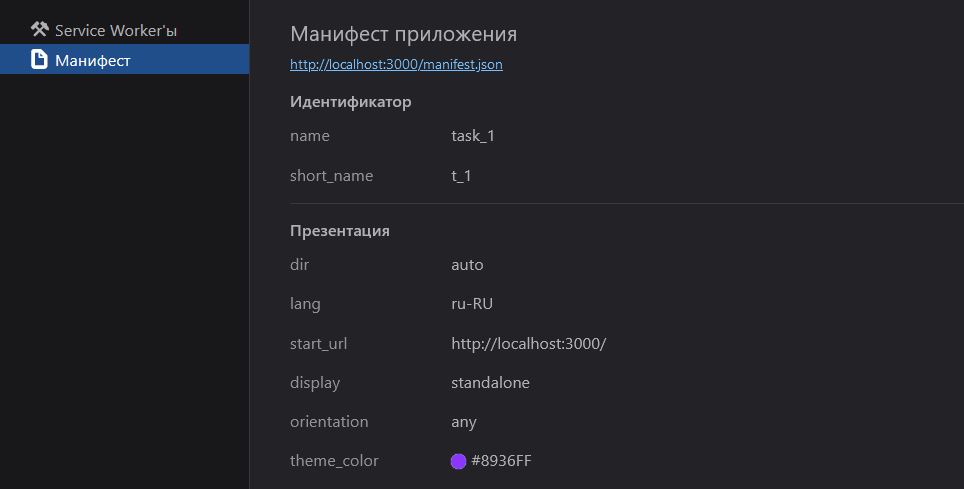 Service Worker'ы
Манифест
Манифест приложения
http://localhost:3000/manifest.json
Идентификатор
name task_1
short_name t_1
Презентация
dir auto
lang ru-RU
start_url http://localhost:3000/
display standalone
orientation any
theme_color #8936FF